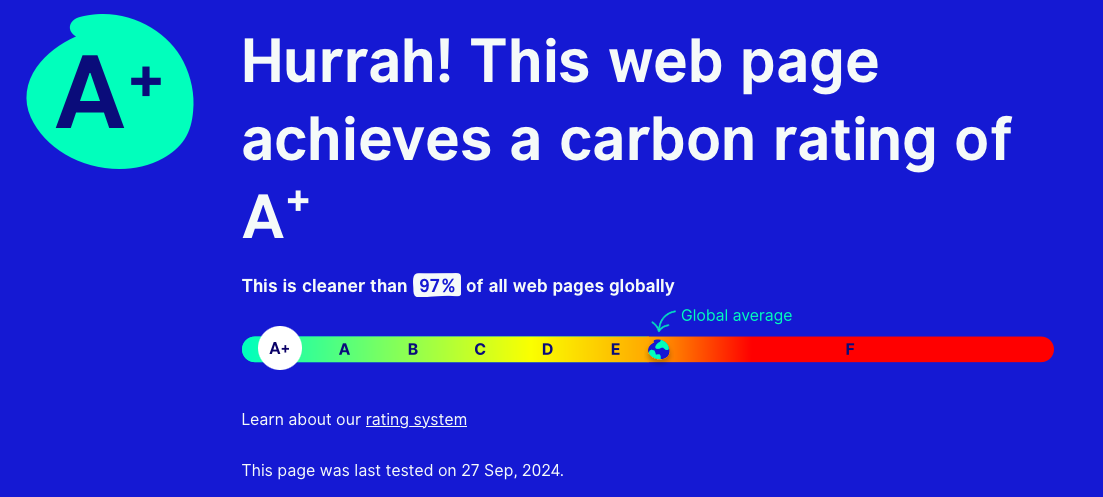 A+
Hurrah! This web page
achieves a carbon rating of
A+
This is cleaner than 97% of all web pages globally
Global average
A+ A B C D E F
Learn about our rating system
This page was last tested on 27 Sep, 2024.